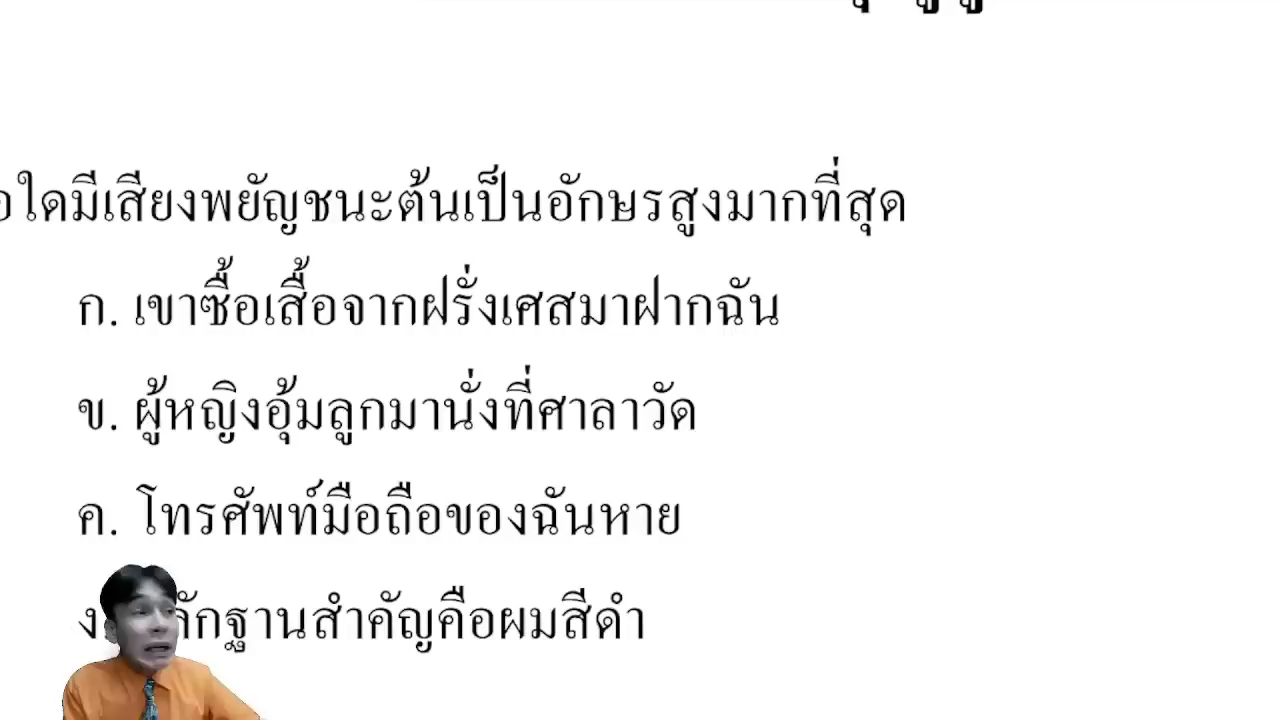 ใดมีเสียงพยัญชนะต้นเป็นอักษรสูงมากที่สุด
ก. เขาซื้อเสื้อจากฝรั่งเศสมาฝากฉัน
ข. ผู้หญิงอุ้มลูกมานั่งที่ศาลาวัด
ค. โทรศัพท์มือถือของฉันหาย
ง ลักฐานสำคัญคือผมสีดำ